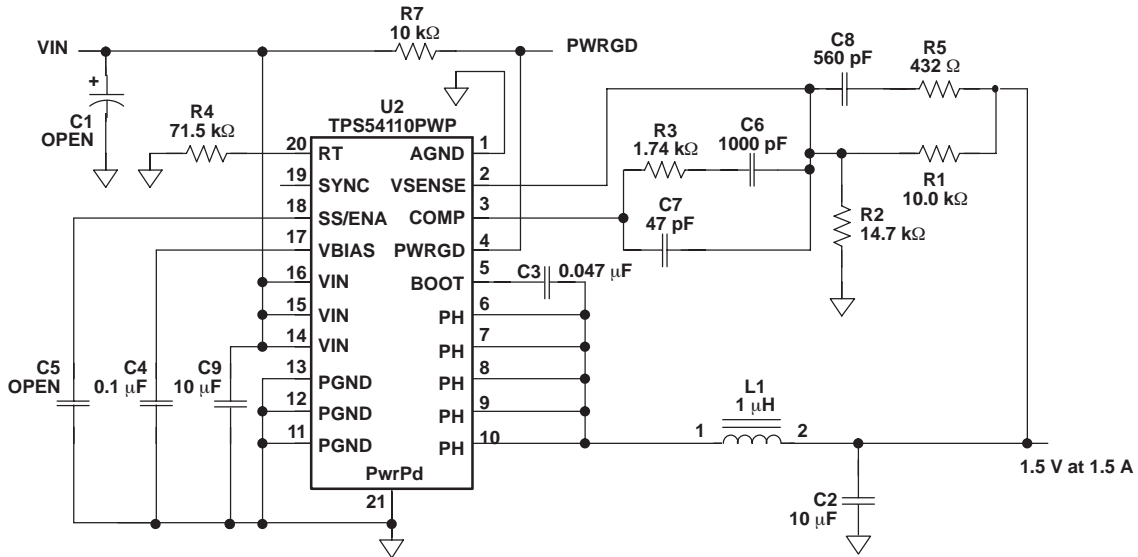 VIN
R7
10 kΩ
PWRGD
C8
560 pF
R5
432 Ω
+
C1
OPEN
R4
71.5 kΩ
U2
TPS54110PWP
R3
1.74 kΩ
C6
1000 pF
R1
10.0 kΩ
C7
47 pF
R2
14.7 kΩ
20
RT
AGND
1
19
SYNC
VSENSE
2
18
SS/ENA
COMP
3
17
VBIAS
PWRGD
4
16
VIN
BOOT
5
C3
0.047 µF
15
VIN
PH
6
14
VIN
PH
7
13
PGND
PH
8
12
PGND
PH
9
11
PGND
PH
10
PwrPd
21
C5
OPEN
C4
0.1 µF
C9
10 µF
L1
1 µH
1
2
1.5 V at 1.5 A
C2
10 µF